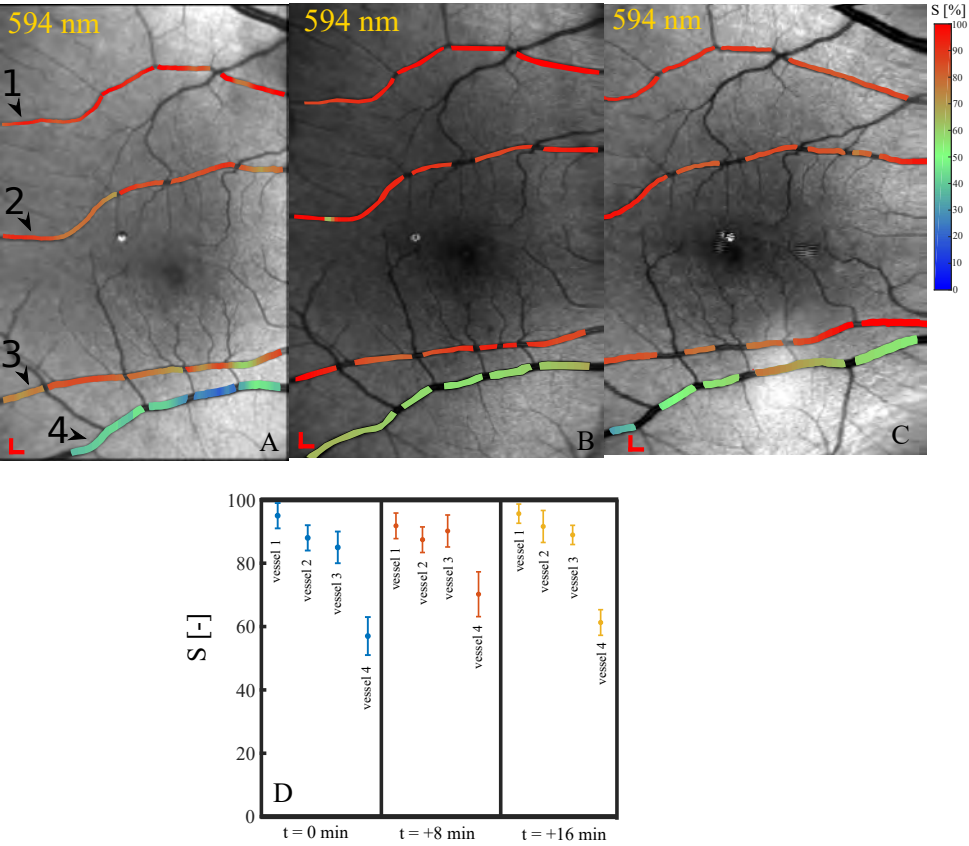 594 nm
594 nm
594 nm
S [%]
1
2
3
4
A
B
C
100
90
80
70
60
50
40
30
20
10
0
S [-]
100
80
60
40
20
0
vessel 1
vessel 2
vessel 3
vessel 4
vessel 1
vessel 2
vessel 3
vessel 4
vessel 1
vessel 2
vessel 3
vessel 4
D
t = 0 min
t = +8 min
t = +16 min